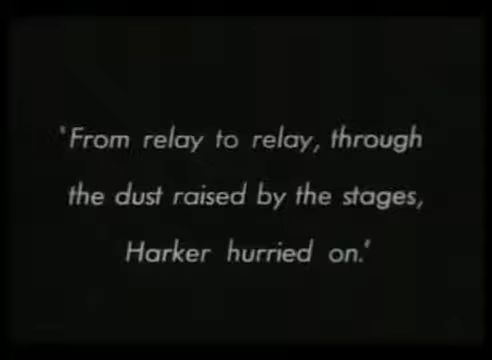 'From relay to relay, through
the dust raised by the stages,
Harker hurried on.'